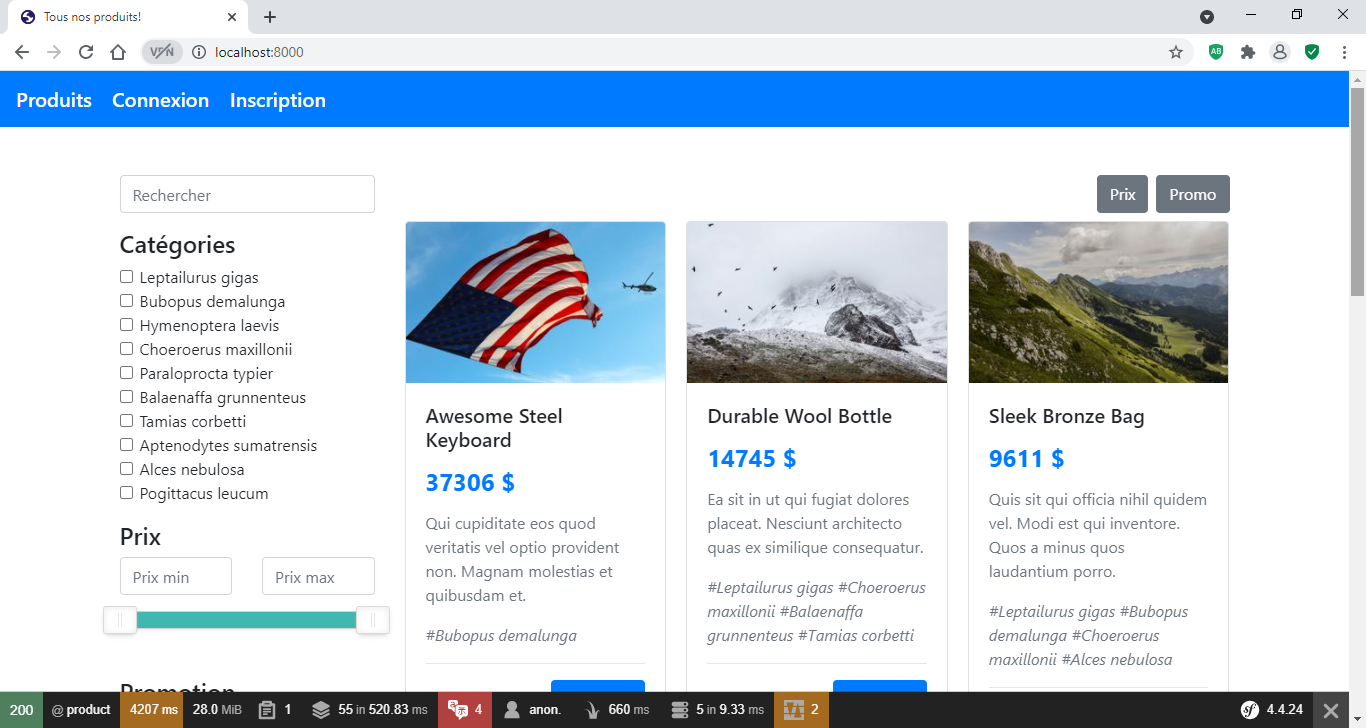 Tous nos produits!
VPN
localhost:8000
AB
Produits Connexion Inscription
Rechercher
Prix Promo
Catégories
Leptailurus gigas
Bubopus demalunga
Hymenoptera laevis
Choeroerus maxillonii
Paraloprocta typier
Balaenaffa grunnenteus
Tamias corbetti
Aptenodytes sumatrensis
Alces nebulosa
Pogittacus leucum
Prix
Prix min Prix max
Promotion
Awesome Steel
Keyboard
37306 $
Qui cupiditate eos quod
veritatis vel optio provident
non. Magnam molestias et
quibusdam et.
#Bubopus demalunga
Durable Wool Bottle
14745 $
Ea sit in ut qui fugiat dolores
placeat. Nesciunt architecto
quas ex similique consequatur.
#Leptailurus gigas #Choeroerus
maxillonii #Balaenaffa
grunnenteus #Tamias corbetti
Sleek Bronze Bag
9611 $
Quis sit qui officia nihil quidem
vel. Modi est qui inventore.
Quos a minus quos
laudantium porro.
#Leptailurus gigas #Bubopus
demalunga #Choeroerus
maxillonii #Alces nebulosa
200 @ product 4207 ms 28.0 MiB 1 55 in 520.83 ms 4 anon. 660 ms 5 in 9.33 ms 2 sf 4.4.24